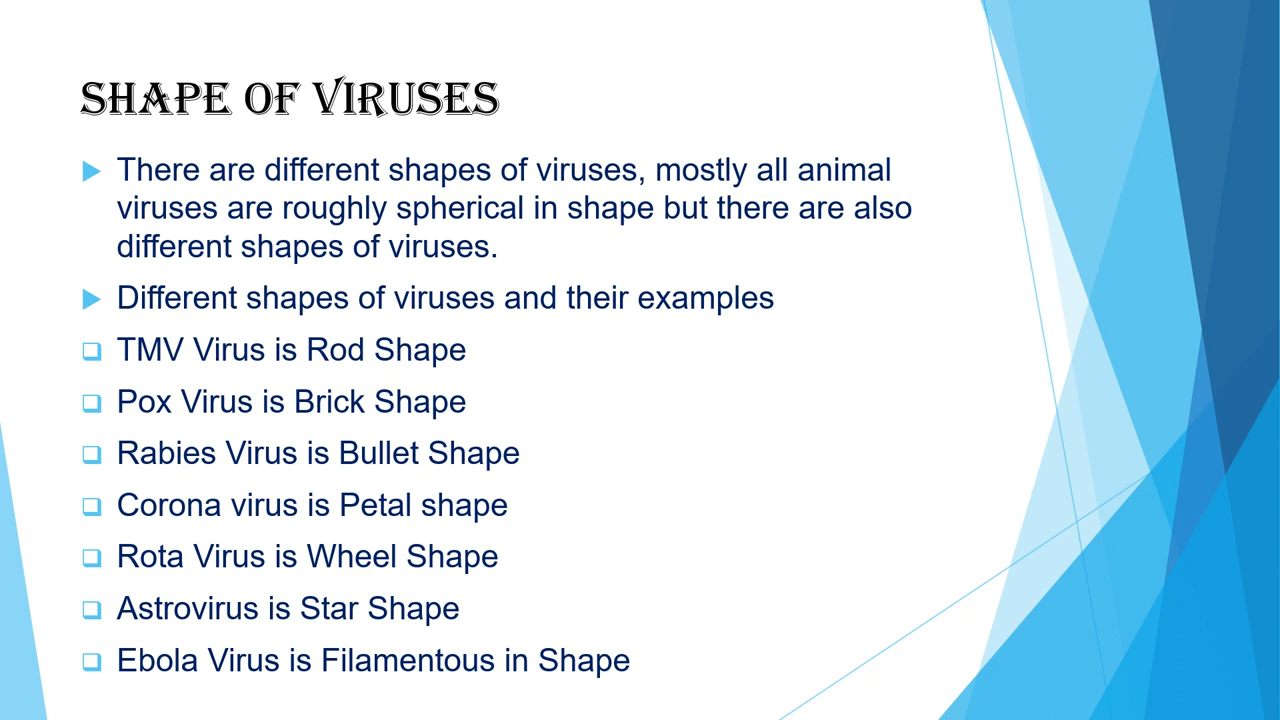 SHAPE OF VIRUSES
There are different shapes of viruses, mostly all animal
viruses are roughly spherical in shape but there are also
different shapes of viruses.
Different shapes of viruses and their examples
TMV Virus is Rod Shape
Pox Virus is Brick Shape
Rabies Virus is Bullet Shape
Corona virus is Petal shape
Rota Virus is Wheel Shape
Astrovirus is Star Shape
Ebola Virus is Filamentous in Shape